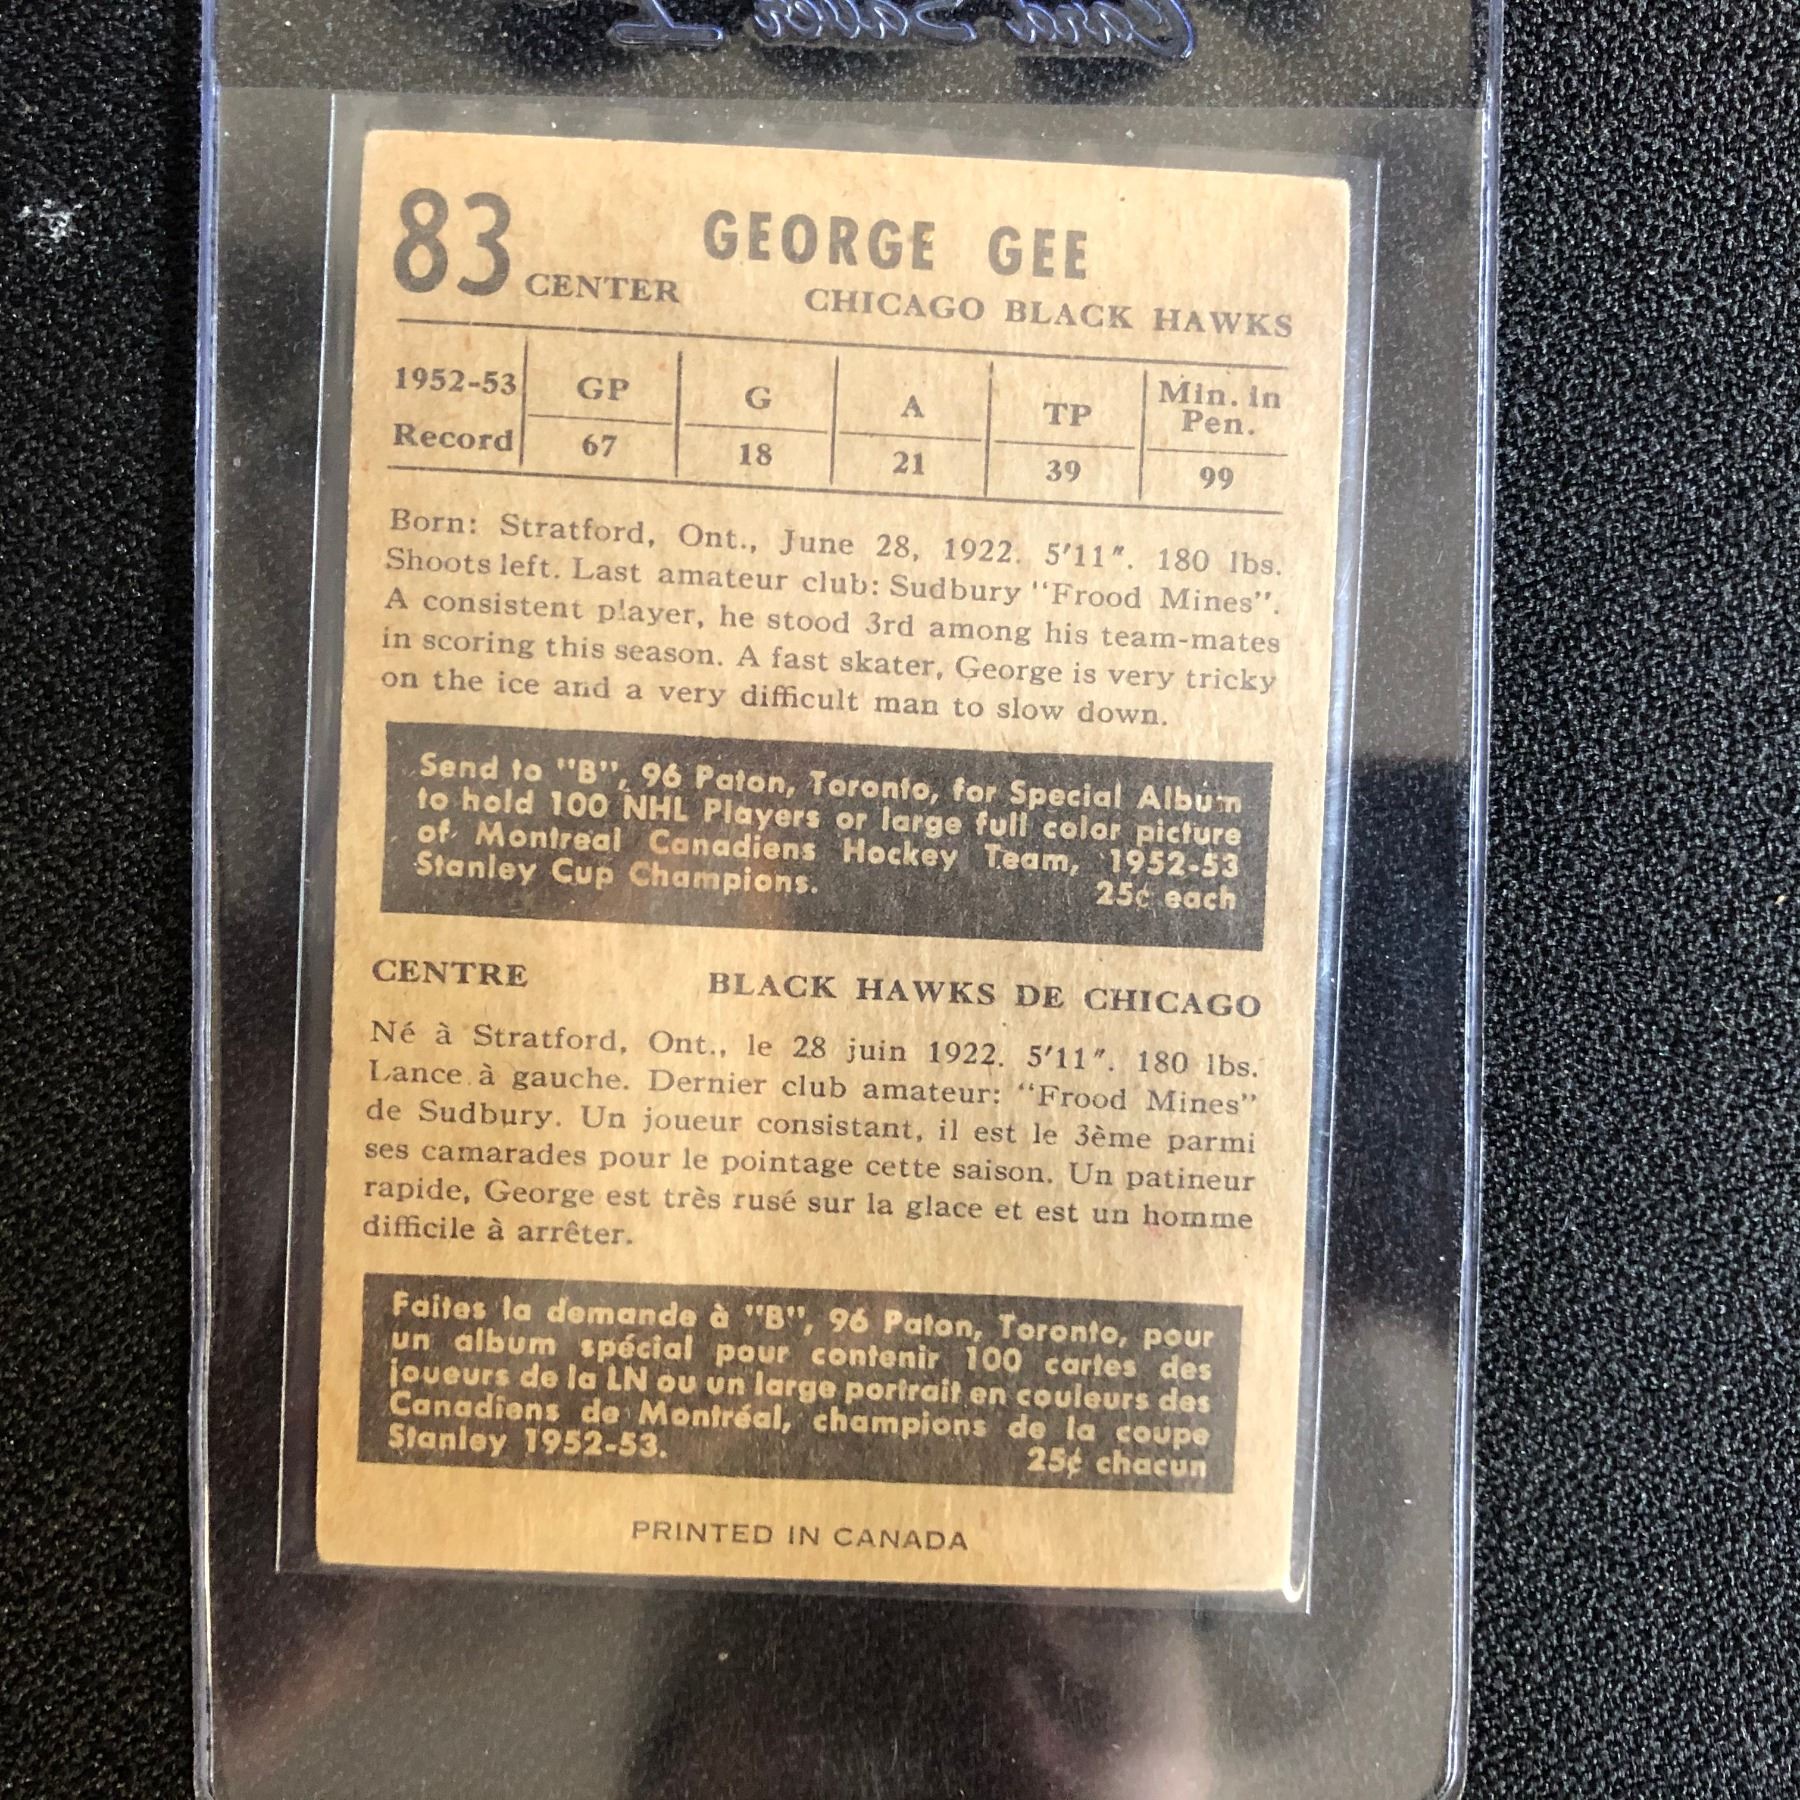 Card Saver I
83
GEORGE GEE
CENTER CHICAGO BLACK HAWKS
1952-53 GP G A TP Min. in Pen.
Record 67 18 21 39 99
Born: Stratford, Ont., June 28, 1922. 5'11". 180 lbs.
Shoots left. Last amateur club: Sudbury "Frood Mines".
A consistent player, he stood 3rd among his team-mates
in scoring this season. A fast skater, George is very tricky
on the ice and a very difficult man to slow down.
Send to "B", 96 Paton, Toronto, for Special Album
to hold 100 NHL Players or large full color picture
of Montreal Canadiens Hockey Team, 1952-53
Stanley Cup Champions. 25¢ each
CENTRE BLACK HAWKS DE CHICAGO
Né à Stratford, Ont., le 28 juin 1922. 5'11". 180 lbs.
Lance à gauche. Dernier club amateur: "Frood Mines"
de Sudbury. Un joueur consistant, il est le 3ème parmi
ses camarades pour le pointage cette saison. Un patineur
rapide, George est très rusé sur la glace et est un homme
difficile à arrêter.
Faites la demande à "B", 96 Paton, Toronto, pour
un album spécial pour contenir 100 cartes des
joueurs de la LN ou un large portrait en couleurs des
Canadiens de Montréal, champions de la coupe
Stanley 1952-53. 25¢ chacun
PRINTED IN CANADA